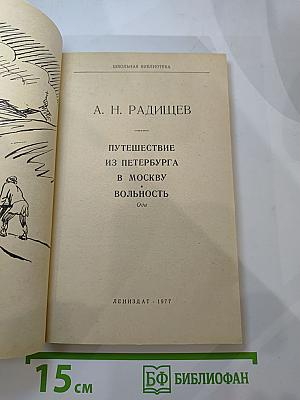 ШКОЛЬНАЯ БИБЛИОТЕКА
А. Н. РАДИЩЕВ
ПУТЕШЕСТВИЕ
ИЗ ПЕТЕРБУРГА
В МОСКВУ
ВОЛЬНОСТЬ
Ода
ЛЕНИЗДАТ · 1977
15 см
БФ БИБЛИОФАН